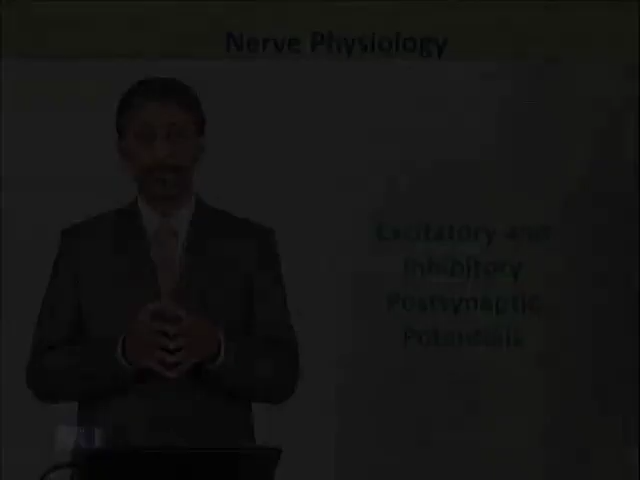 Nerve Physiology
Excitatory and
Inhibitory
Postsynaptic
Potentials